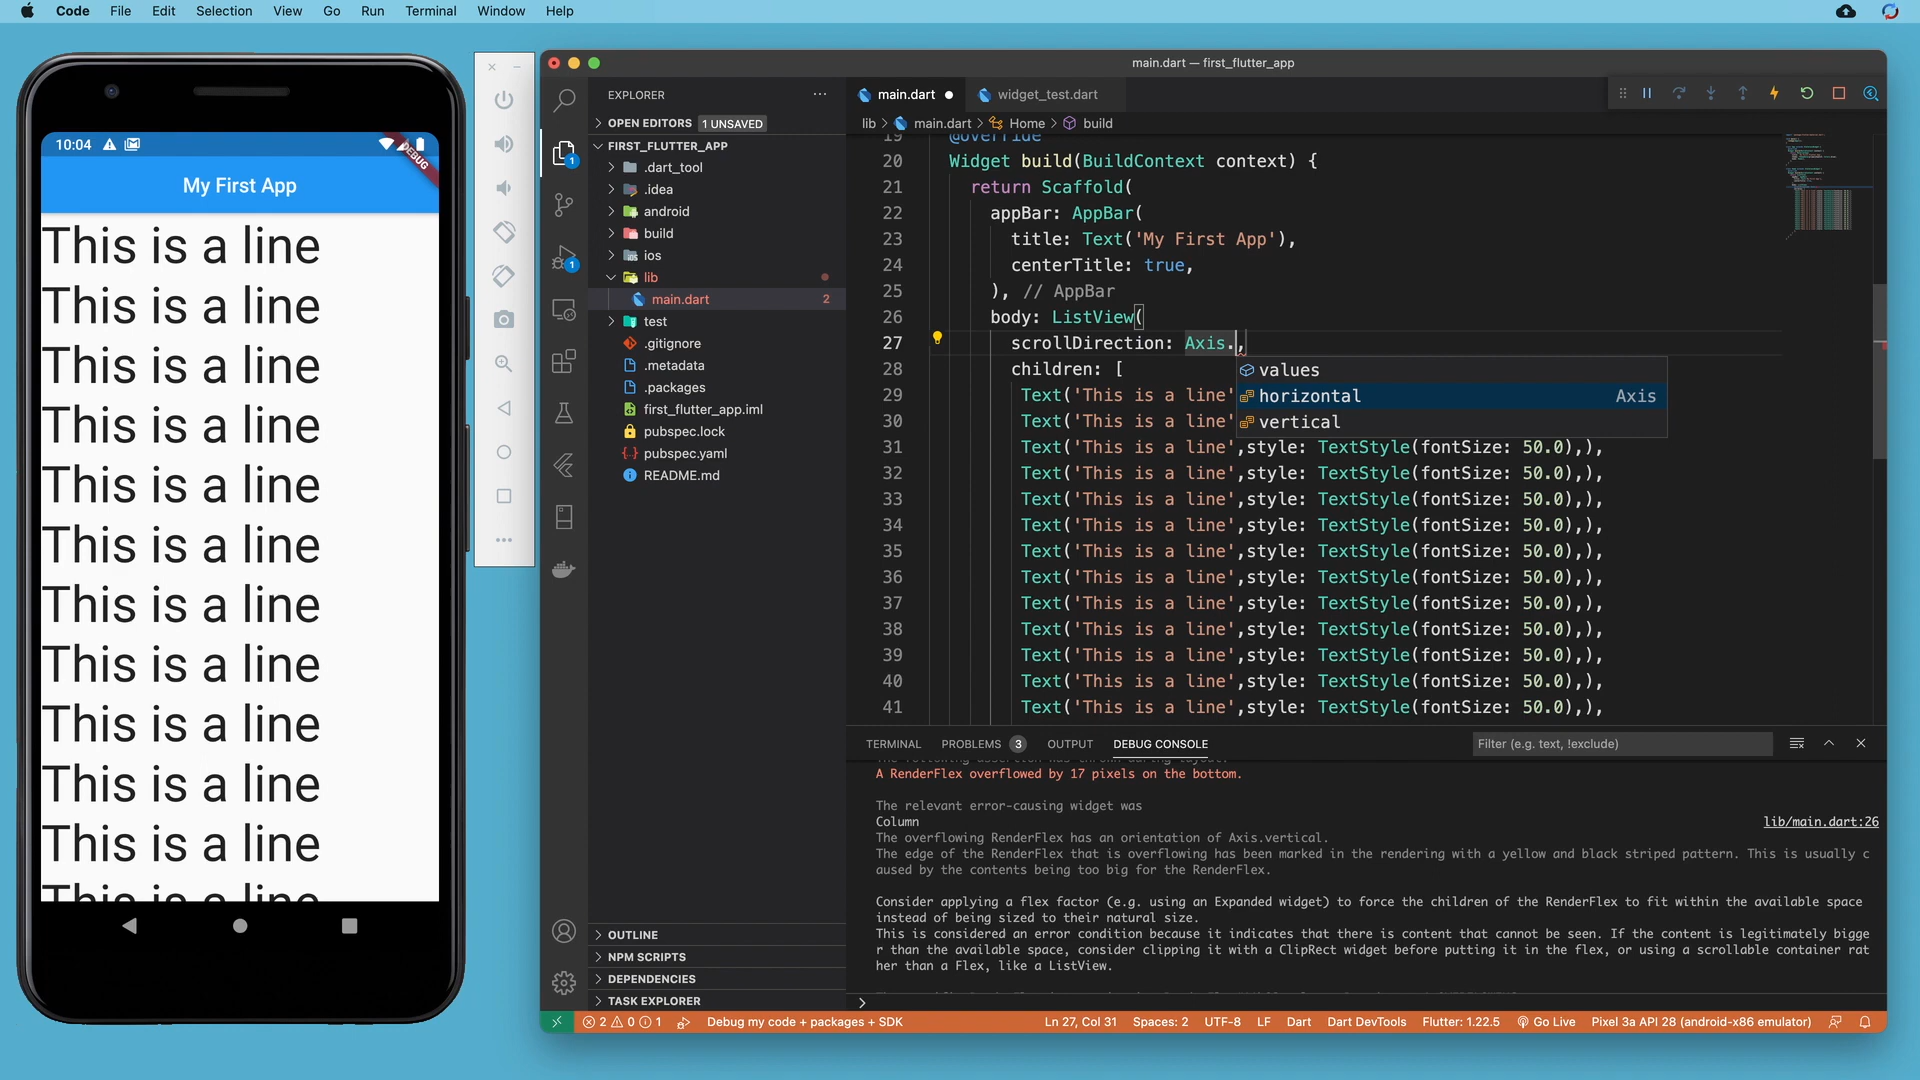 Code File Edit Selection View Go Run Terminal Window Help
10:04
DEBUG
My First App
This is a line
This is a line
This is a line
This is a line
This is a line
This is a line
This is a line
This is a line
This is a line
This is a line
This is a line
This is a line
main.dart — first_flutter_app
EXPLORER
OPEN EDITORS 1 UNSAVED
FIRST_FLUTTER_APP
.dart_tool
.idea
android
build
ios
lib
main.dart 2
test
.gitignore
.metadata
.packages
first_flutter_app.iml
pubspec.lock
pubspec.yaml
README.md
OUTLINE
NPM SCRIPTS
DEPENDENCIES
TASK EXPLORER
1
1
main.dart widget_test.dart
lib > main.dart > Home > build
19 @override
20 Widget build(BuildContext context) {
21 return Scaffold(
22 appBar: AppBar(
23 title: Text('My First App'),
24 centerTitle: true,
25 ), // AppBar
26 body: ListView(
27 scrollDirection: Axis.,
28 children: [
29 Text('This is a line'
30 Text('This is a line'
values
horizontal Axis
vertical
31 Text('This is a line',style: TextStyle(fontSize: 50.0),),
32 Text('This is a line',style: TextStyle(fontSize: 50.0),),
33 Text('This is a line',style: TextStyle(fontSize: 50.0),),
34 Text('This is a line',style: TextStyle(fontSize: 50.0),),
35 Text('This is a line',style: TextStyle(fontSize: 50.0),),
36 Text('This is a line',style: TextStyle(fontSize: 50.0),),
37 Text('This is a line',style: TextStyle(fontSize: 50.0),),
38 Text('This is a line',style: TextStyle(fontSize: 50.0),),
39 Text('This is a line',style: TextStyle(fontSize: 50.0),),
40 Text('This is a line',style: TextStyle(fontSize: 50.0),),
41 Text('This is a line',style: TextStyle(fontSize: 50.0),),
TERMINAL PROBLEMS 3 OUTPUT DEBUG CONSOLE Filter (e.g. text, !exclude)
The following assertion was thrown during layout:
A RenderFlex overflowed by 17 pixels on the bottom.
The relevant error-causing widget was
Column lib/main.dart:26
The overflowing RenderFlex has an orientation of Axis.vertical.
The edge of the RenderFlex that is overflowing has been marked in the rendering with a yellow and black striped pattern. This is usually c
aused by the contents being too big for the RenderFlex.
Consider applying a flex factor (e.g. using an Expanded widget) to force the children of the RenderFlex to fit within the available space
instead of being sized to their natural size.
This is considered an error condition because it indicates that there is content that cannot be seen. If the content is legitimately bigge
r than the available space, consider clipping it with a ClipRect widget before putting it in the flex, or using a scrollable container rat
her than a Flex, like a ListView.
2 0 1 Debug my code + packages + SDK Ln 27, Col 31 Spaces: 2 UTF-8 LF Dart Dart DevTools Flutter: 1.22.5 Go Live Pixel 3a API 28 (android-x86 emulator)